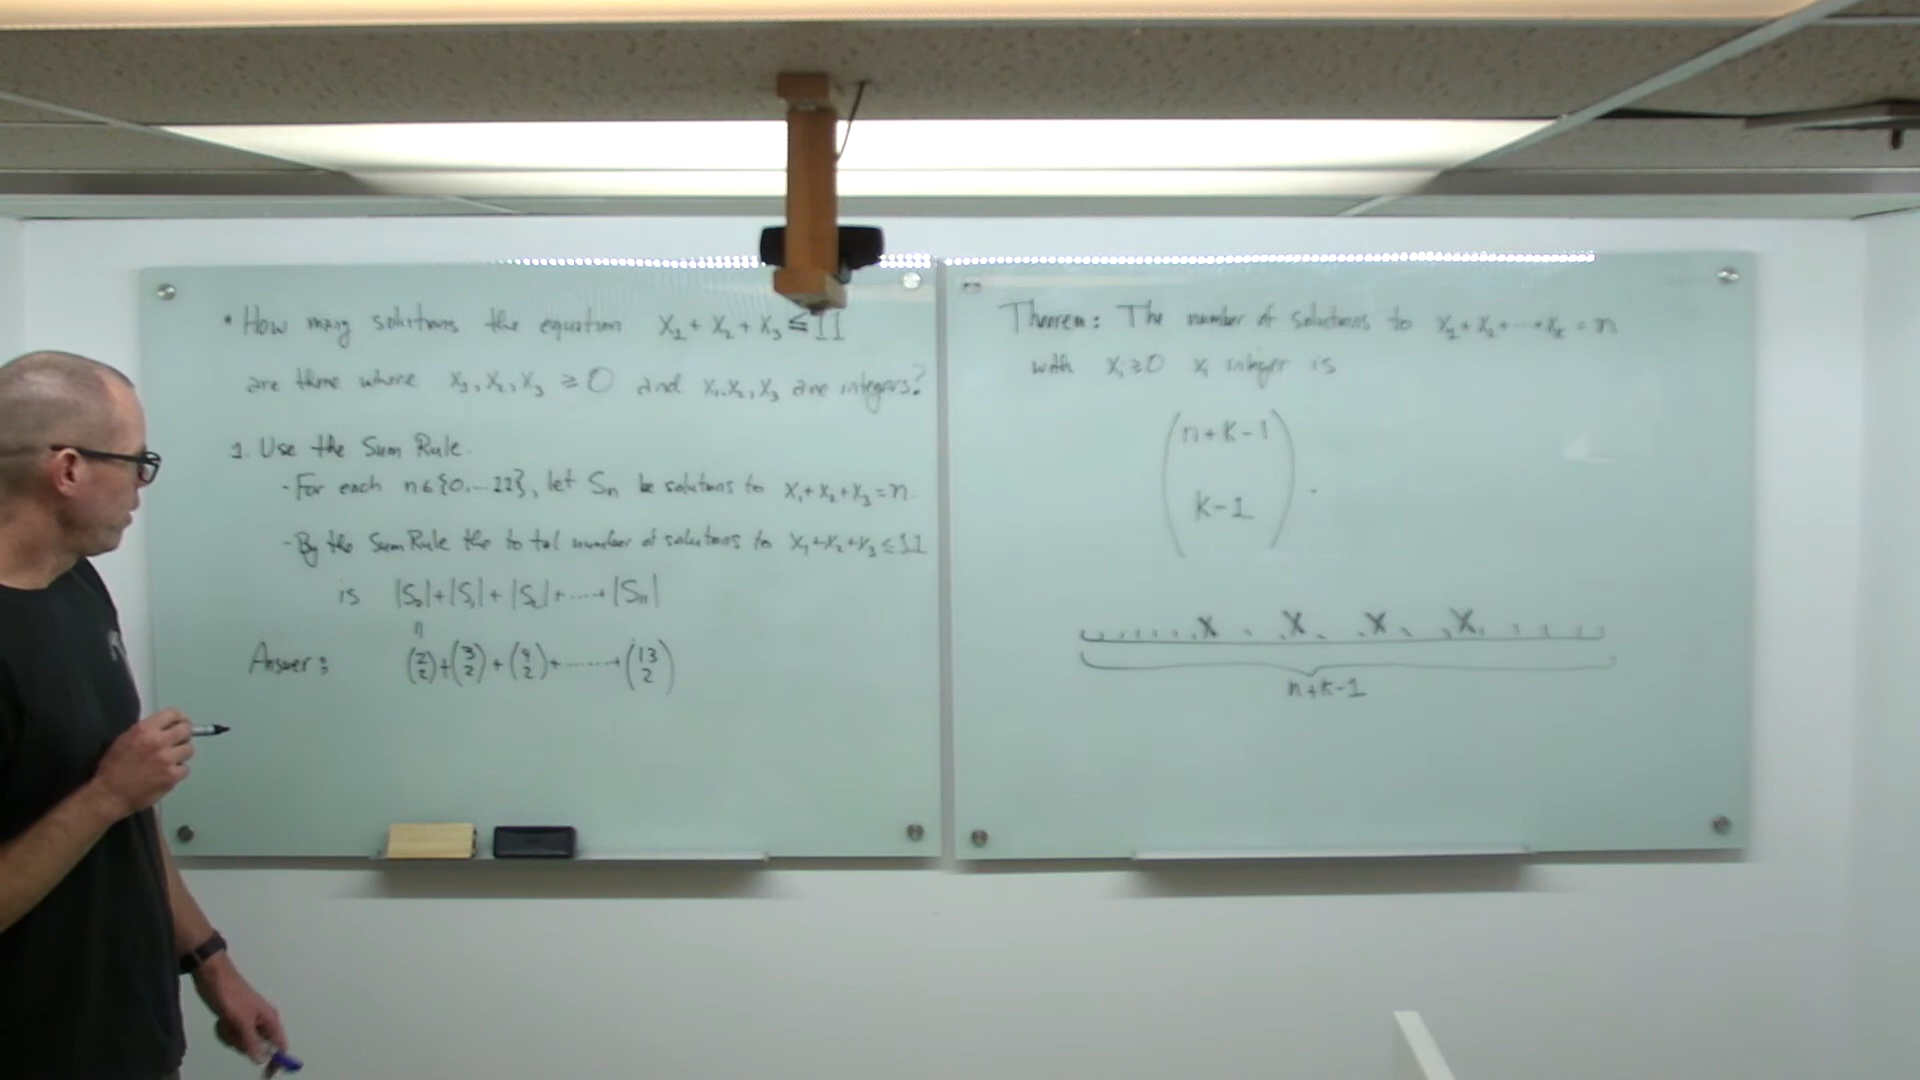 • How many solutions the equation X₁ + X₂ + X₃ ≤ 11
are there where X₁, X₂, X₃ ≥ 0 and X₁, X₂, X₃ are integers?
1. Use the Sum Rule.
- For each n∈{0,...11}, let Sₙ be solutions to X₁+X₂+X₃=n.
- By the Sum Rule the total number of solutions to X₁+X₂+X₃≤11
is |S₀|+|S₁|+|S₂|+......+|S₁₁|
=
Answer: (2 2)+(3 2)+(4 2)+......+(13 2)
Theorem: The number of solutions to X₁+X₂+...+Xₖ = n
with Xᵢ≥0 Xᵢ integer is
(n+k-1
k-1).
X X X X
n+k-1